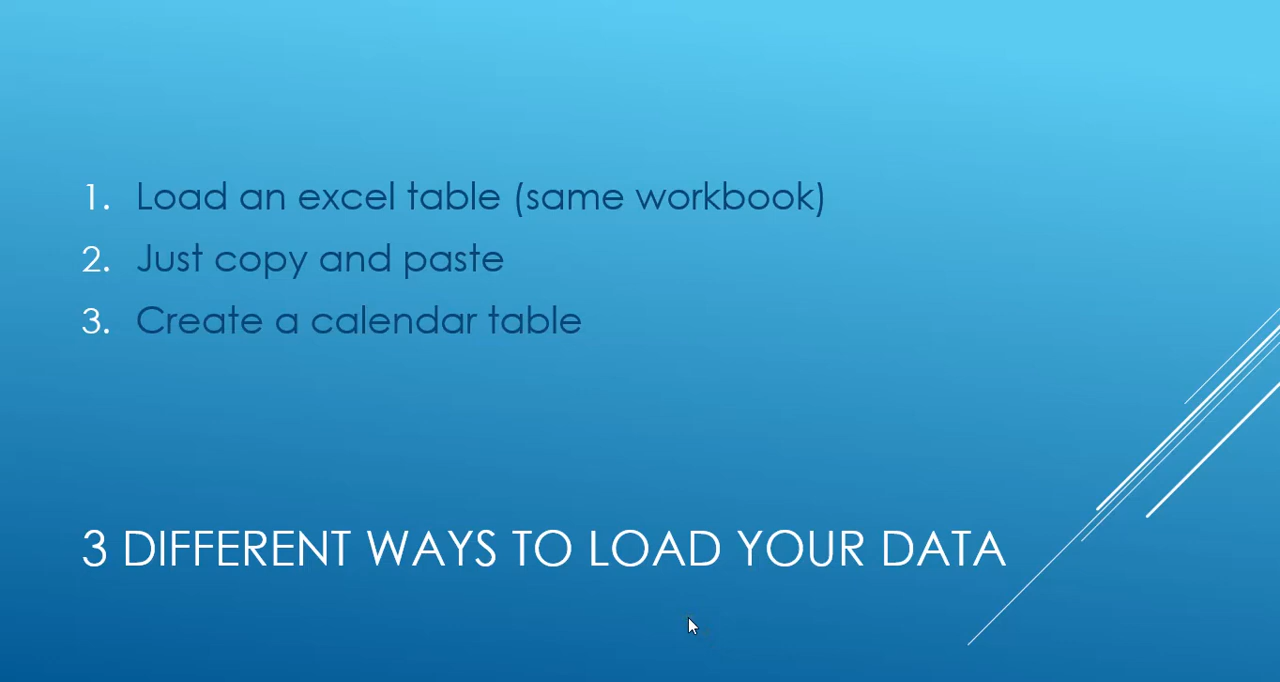 1. Load an excel table (same workbook)
2. Just copy and paste
3. Create a calendar table
3 DIFFERENT WAYS TO LOAD YOUR DATA